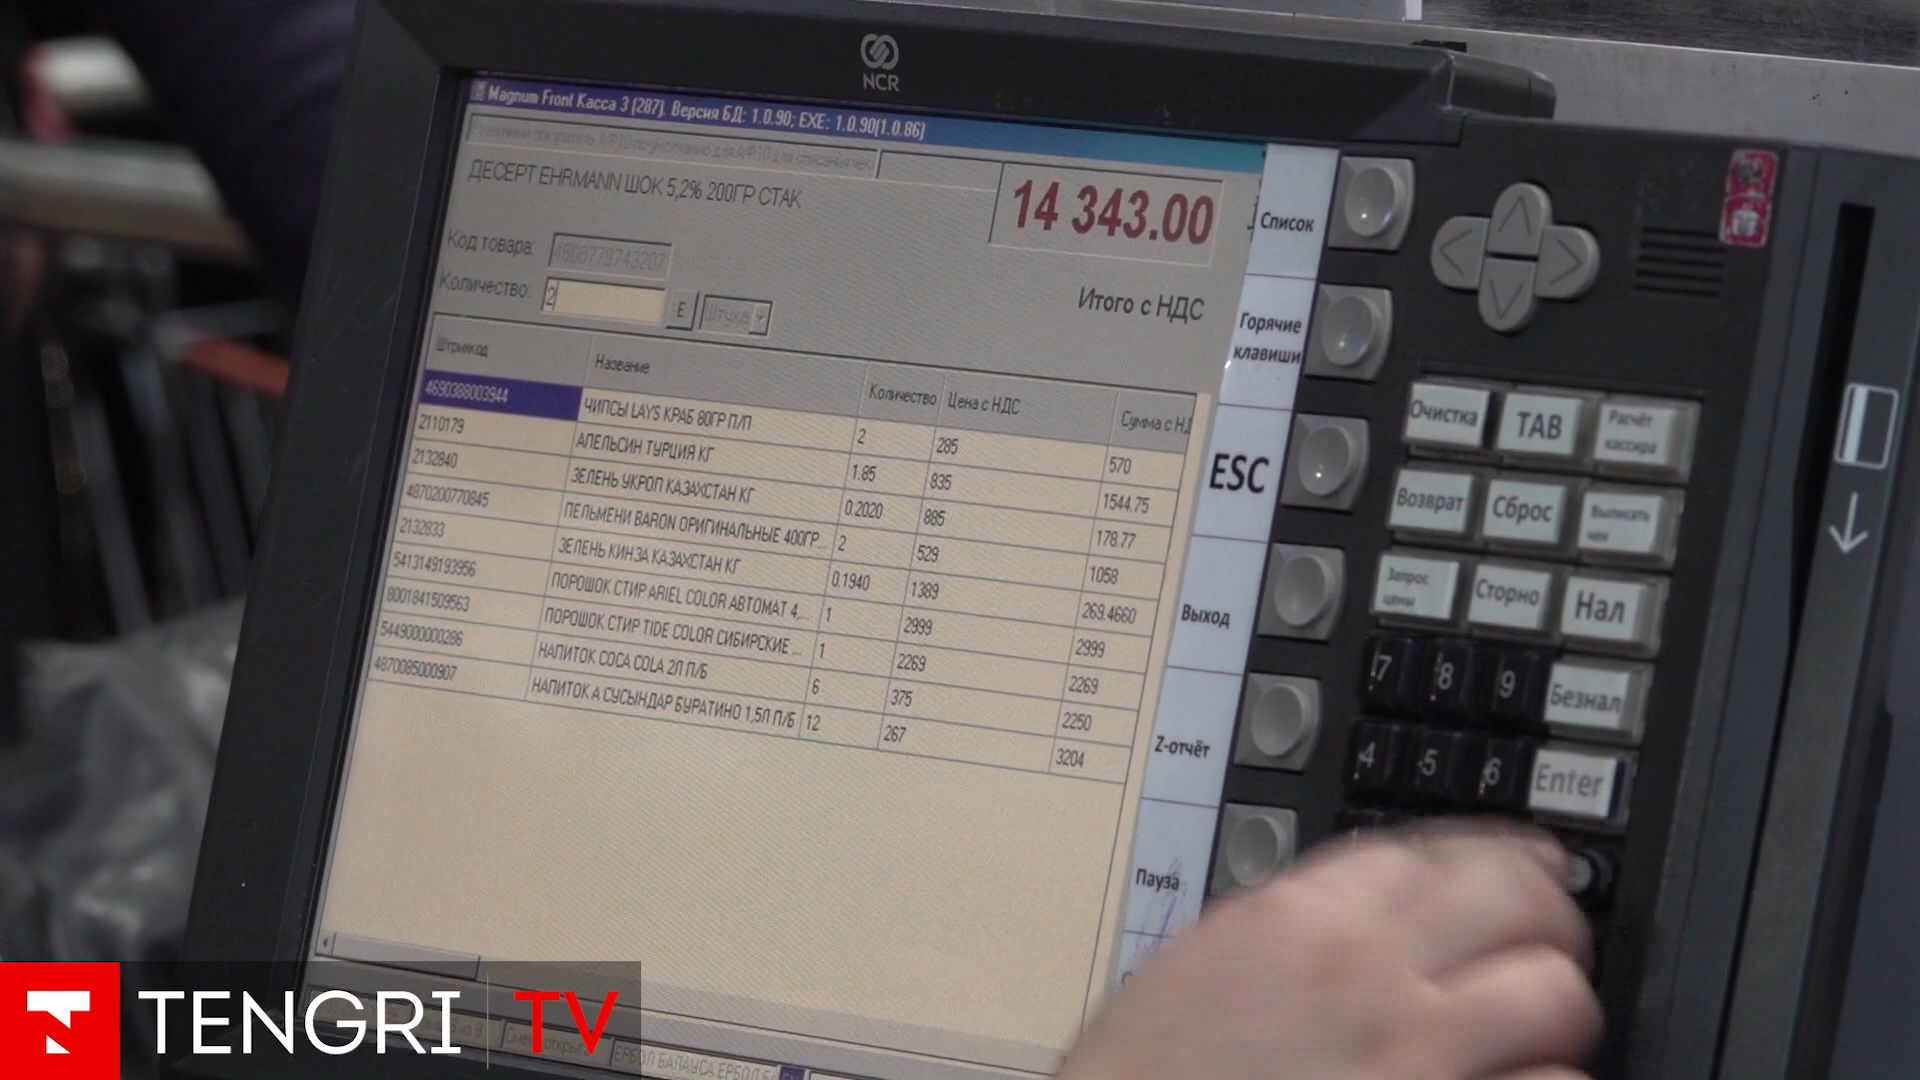 NCR
Magnum Front Касса 3 (287). Версия БД: 1.0.90; EXE: 1.0.90(1.0.86)
ДЕСЕРТ EHRMANN ШОК 5,2% 200ГР СТАК
14 343.00
Код товара: 4606779743207
Количество: 2
E Штука
Итого с НДС
Штрихкод Название Количество Цена с НДС Сумма с НД
4690388003944 ЧИПСЫ LAYS КРАБ 80ГР П/П 2 285 570
2110179 АПЕЛЬСИН ТУРЦИЯ КГ 1.85 835 1544.75
2132840 ЗЕЛЕНЬ УКРОП КАЗАХСТАН КГ 0.2020 885 178.77
4870200770845 ПЕЛЬМЕНИ BARON ОРИГИНАЛЬНЫЕ 400ГР... 2 529 1058
2132833 ЗЕЛЕНЬ КИНЗА КАЗАХСТАН КГ 0.1940 1389 269.4660
5413149193956 ПОРОШОК СТИР ARIEL COLOR АВТОМАТ 4,... 1 2999 2999
8001841509563 ПОРОШОК СТИР TIDE COLOR СИБИРСКИЕ ... 1 2269 2269
5449000000286 НАПИТОК COCA COLA 2Л П/Б 6 375 2250
4870085000907 НАПИТОК А СУСЫНДАР БУРАТИНО 1,5Л П/Б 12 267 3204
Список
Горячие
клавиши
ESC
Выход
Z-отчёт
Пауза
Очистка TAB Расчёт кассира
Возврат Сброс Выписать чек
Запрос цены Сторно Нал
7 8 9 Безнал
4 5 6 Enter
TENGRI TV